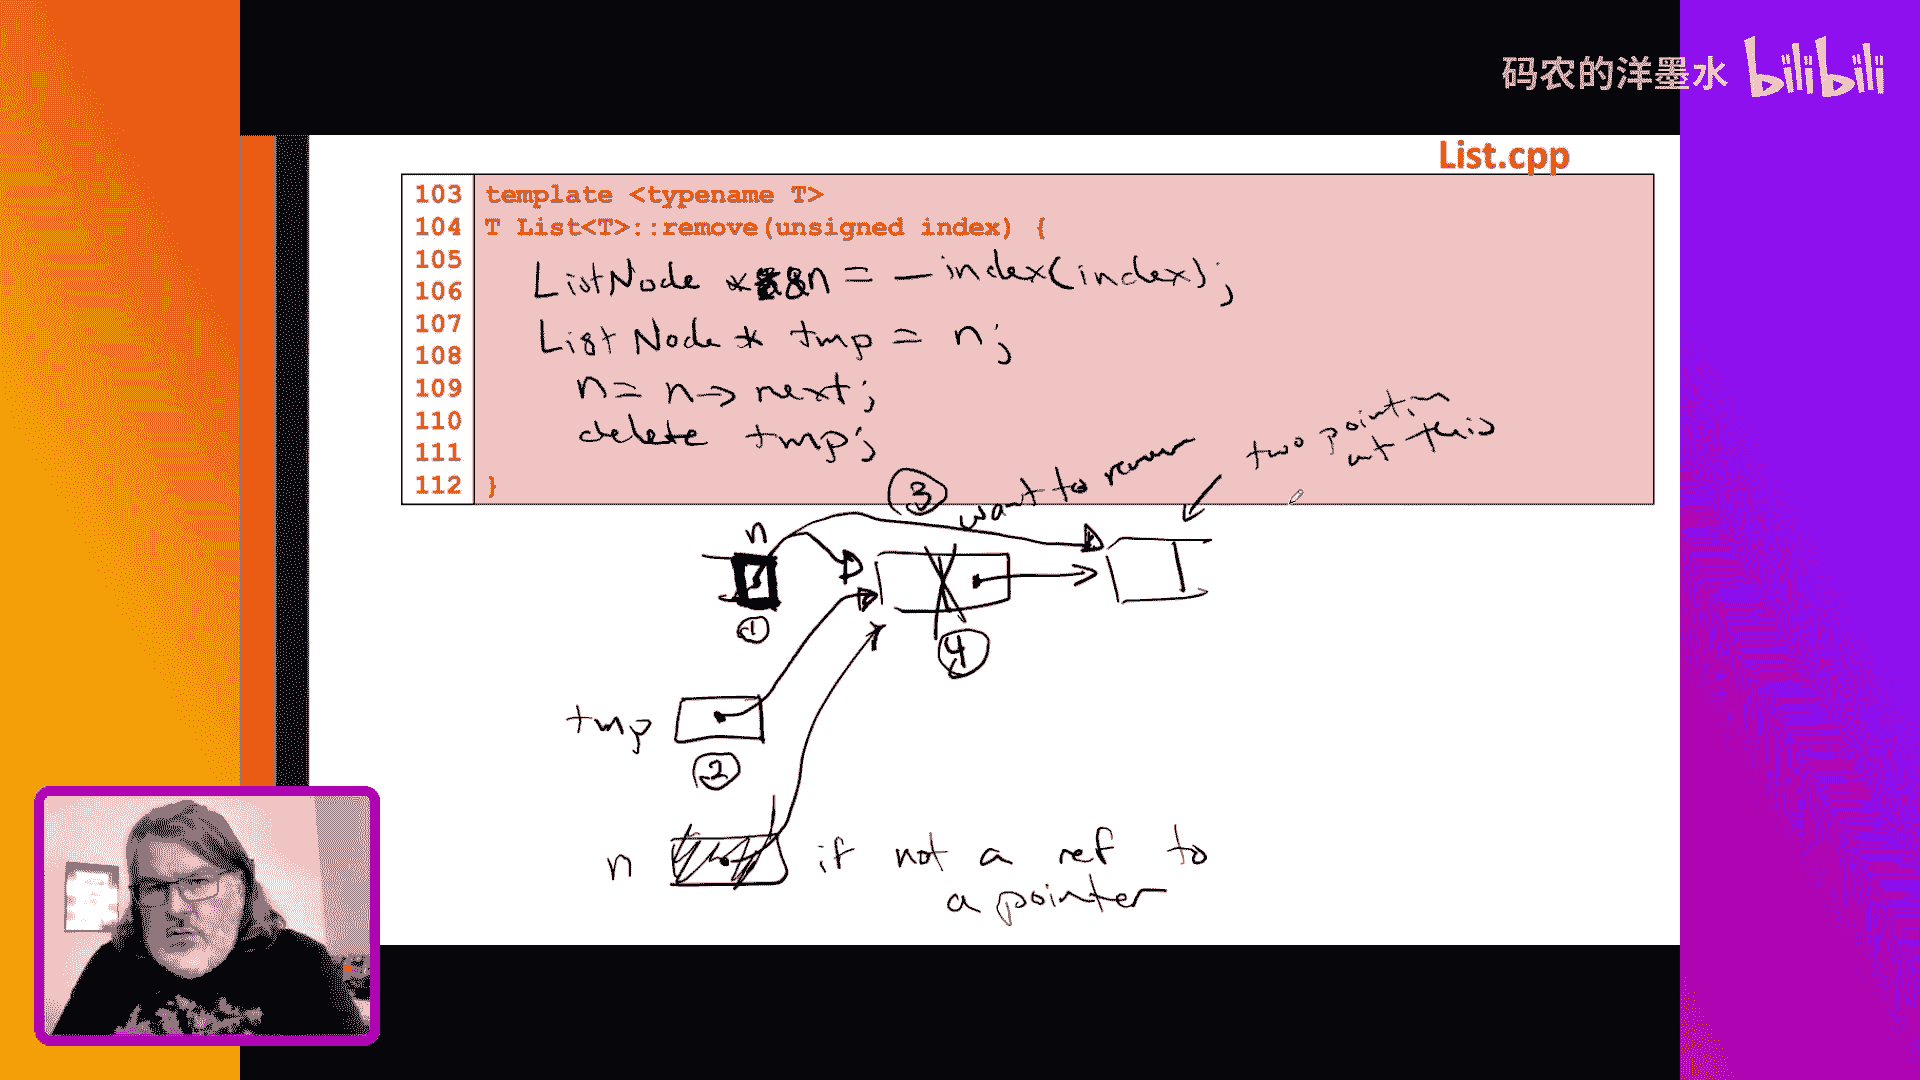 码农的洋墨水 bilibili
List.cpp
103 template <typename T>
104 T List<T>::remove(unsigned index) {
105
106 ListNode *&n = _index(index);
107
108 ListNode * tmp = n;
109 n = n -> next;
110 delete tmp;
111
112 }
two pointin
at this
3
want to
n
1
4
tmp
2
n if not a ref to
a pointer